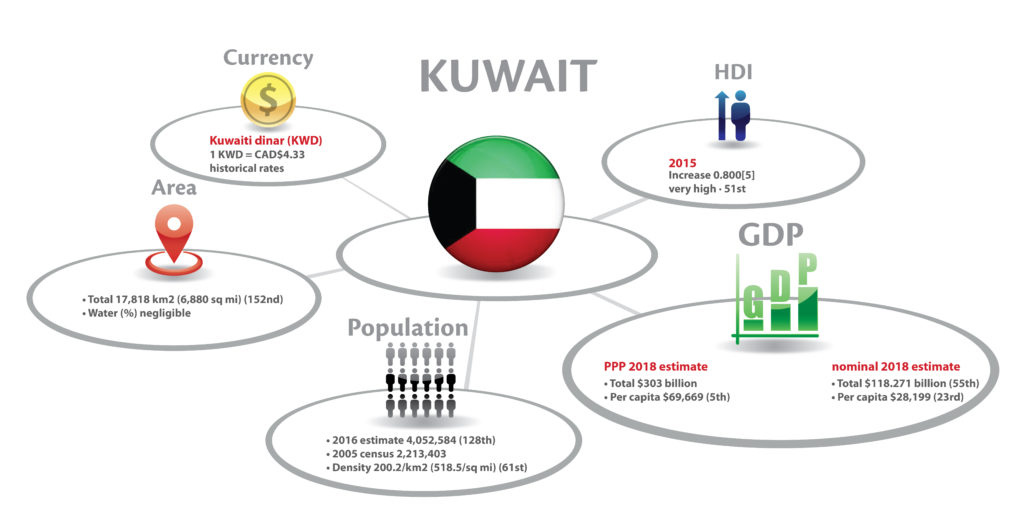 KUWAIT
Currency
$
Kuwaiti dinar (KWD)
1 KWD = CAD$4.33
historical rates
HDI
2015
Increase 0.800[5]
very high · 51st
Area
• Total 17,818 km2 (6,880 sq mi) (152nd)
• Water (%) negligible
GDP
GDP
PPP 2018 estimate
• Total $303 billion
• Per capita $69,669 (5th)
nominal 2018 estimate
• Total $118.271 billion (55th)
• Per capita $28,199 (23rd)
Population
• 2016 estimate 4,052,584 (128th)
• 2005 census 2,213,403
• Density 200.2/km2 (518.5/sq mi) (61st)